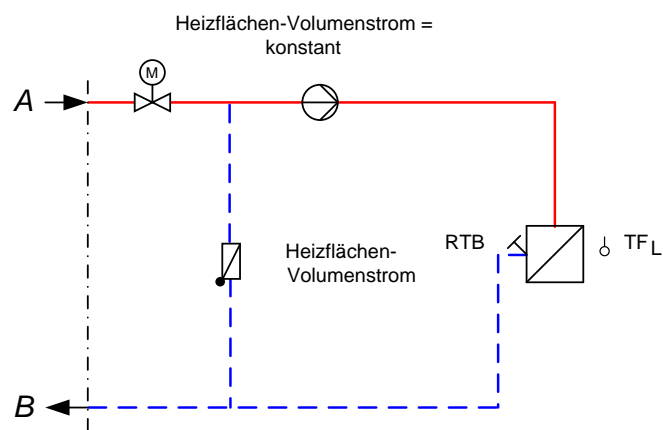 Heizflächen-Volumenstrom =
konstant
M
A
RTB
TF L
Heizflächen-
Volumenstrom
B